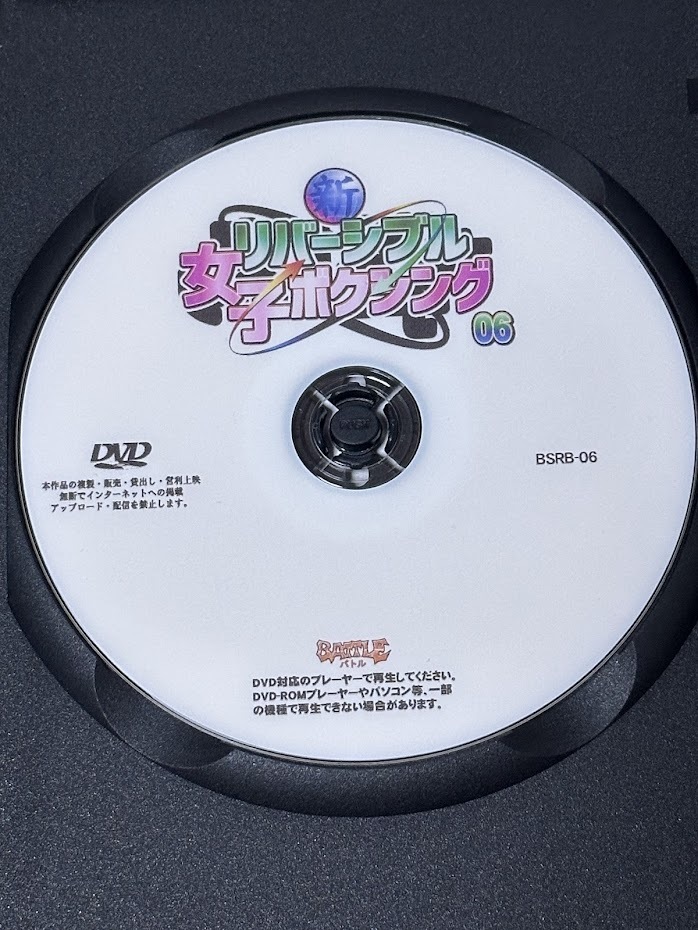 新
リバーシブル
女子ボクシング
06
DVD
本作品の複製・販売・貸出し・営利上映
無断でインターネットへの掲載
アップロード・配信を禁止します。
BSRB-06
BATTLE
バトル
DVD対応のプレーヤーで再生してください。
DVD-ROMプレーヤーやパソコン等、一部
の機種で再生できない場合があります。